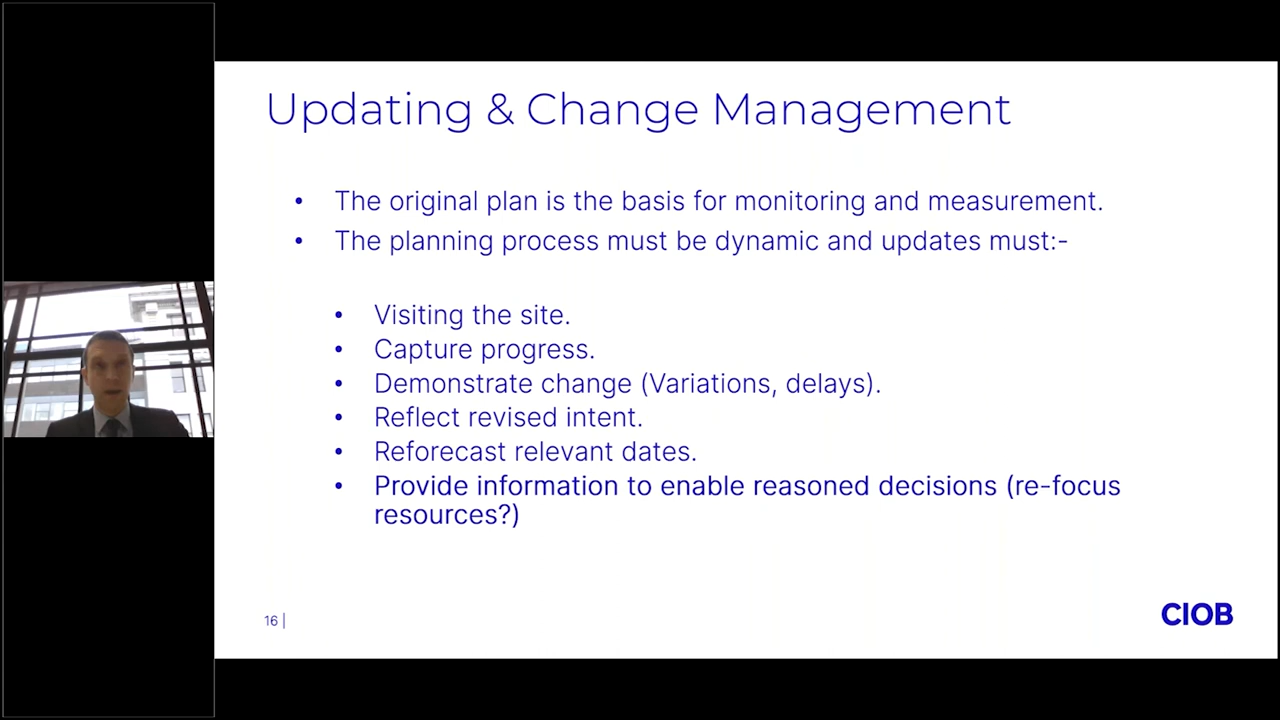 Updating & Change Management
• The original plan is the basis for monitoring and measurement.
• The planning process must be dynamic and updates must:-
• Visiting the site.
• Capture progress.
• Demonstrate change (Variations, delays).
• Reflect revised intent.
• Reforecast relevant dates.
• Provide information to enable reasoned decisions (re-focus
resources?)
16 |
CIOB